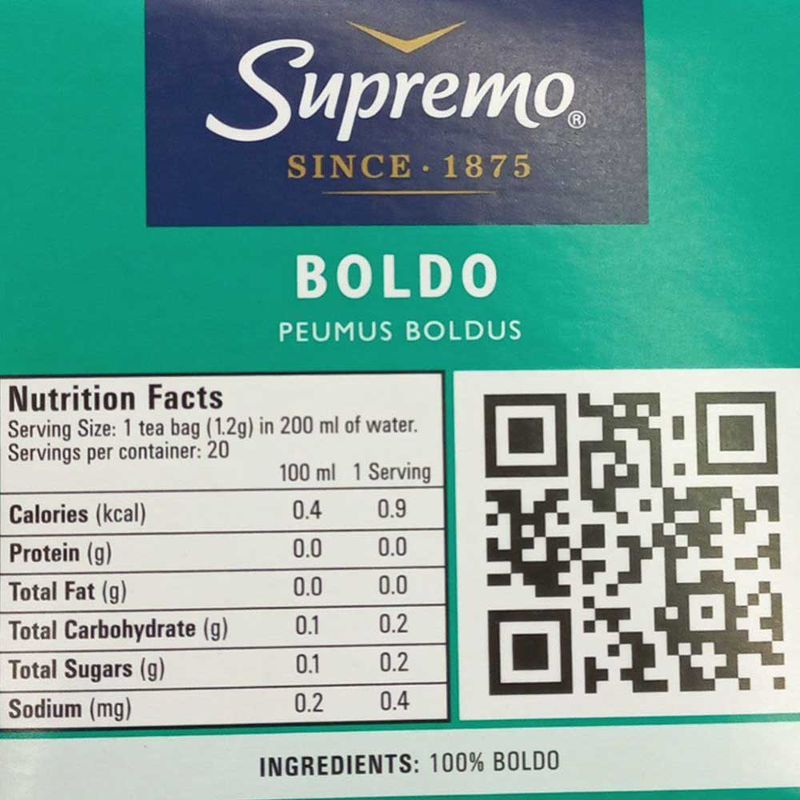 Supremo®
SINCE · 1875
BOLDO
PEUMUS BOLDUS
Nutrition Facts
Serving Size: 1 tea bag (1.2g) in 200 ml of water.
Servings per container: 20
100 ml 1 Serving
Calories (kcal) 0.4 0.9
Protein (g) 0.0 0.0
Total Fat (g) 0.0 0.0
Total Carbohydrate (g) 0.1 0.2
Total Sugars (g) 0.1 0.2
Sodium (mg) 0.2 0.4
INGREDIENTS: 100% BOLDO